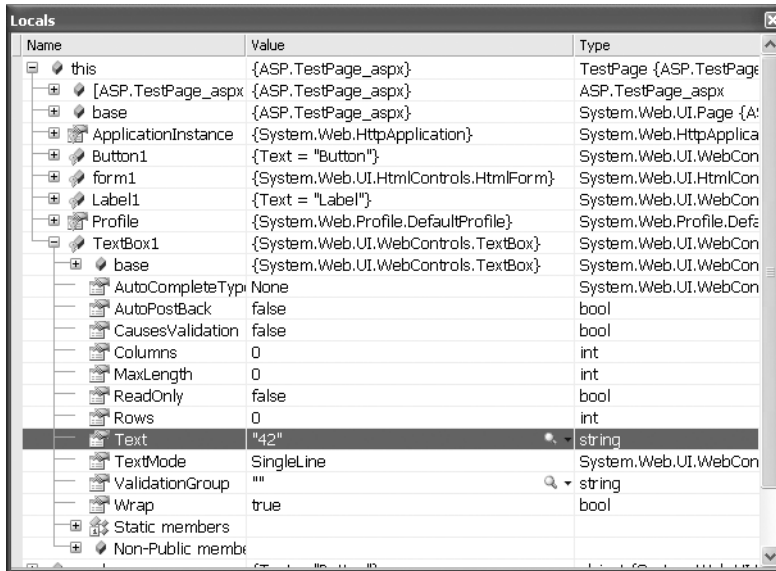 Locals
Name Value Type
this {ASP.TestPage_aspx} TestPage {ASP.TestPage
[ASP.TestPage_aspx {ASP.TestPage_aspx} ASP.TestPage_aspx
base {ASP.TestPage_aspx} System.Web.UI.Page {A
ApplicationInstance {System.Web.HttpApplication} System.Web.HttpApplica
Button1 {Text = "Button"} System.Web.UI.WebCon
form1 {System.Web.UI.HtmlControls.HtmlForm} System.Web.UI.HtmlCon
Label1 {Text = "Label"} System.Web.UI.WebCon
Profile {System.Web.Profile.DefaultProfile} System.Web.Profile.Defa
TextBox1 {System.Web.UI.WebControls.TextBox} System.Web.UI.WebCon
base {System.Web.UI.WebControls.TextBox} System.Web.UI.WebCon
AutoCompleteTyp None System.Web.UI.WebCon
AutoPostBack false bool
CausesValidation false bool
Columns 0 int
MaxLength 0 int
ReadOnly false bool
Rows 0 int
Text "42" string
TextMode SingleLine System.Web.UI.WebCon
ValidationGroup "" string
Wrap true bool
Static members
Non-Public membe